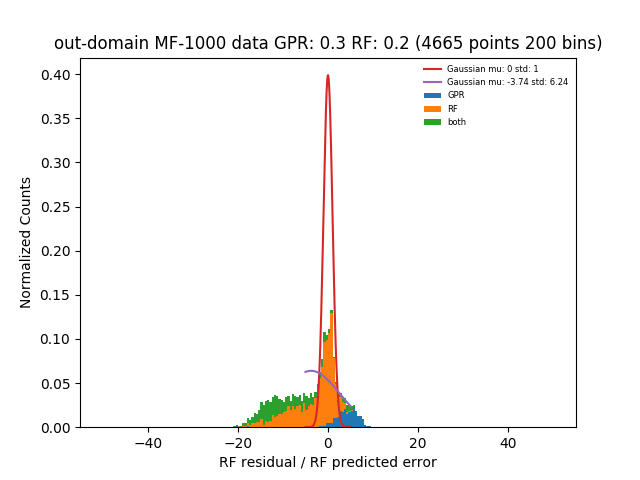 out-domain MF-1000 data GPR: 0.3 RF: 0.2 (4665 points 200 bins)
Gaussian mu: 0 std: 1
Gaussian mu: -3.74 std: 6.24
GPR
RF
both
Normalized Counts
0.40
0.35
0.30
0.25
0.20
0.15
0.10
0.05
0.00
−40
−20
0
20
40
RF residual / RF predicted error